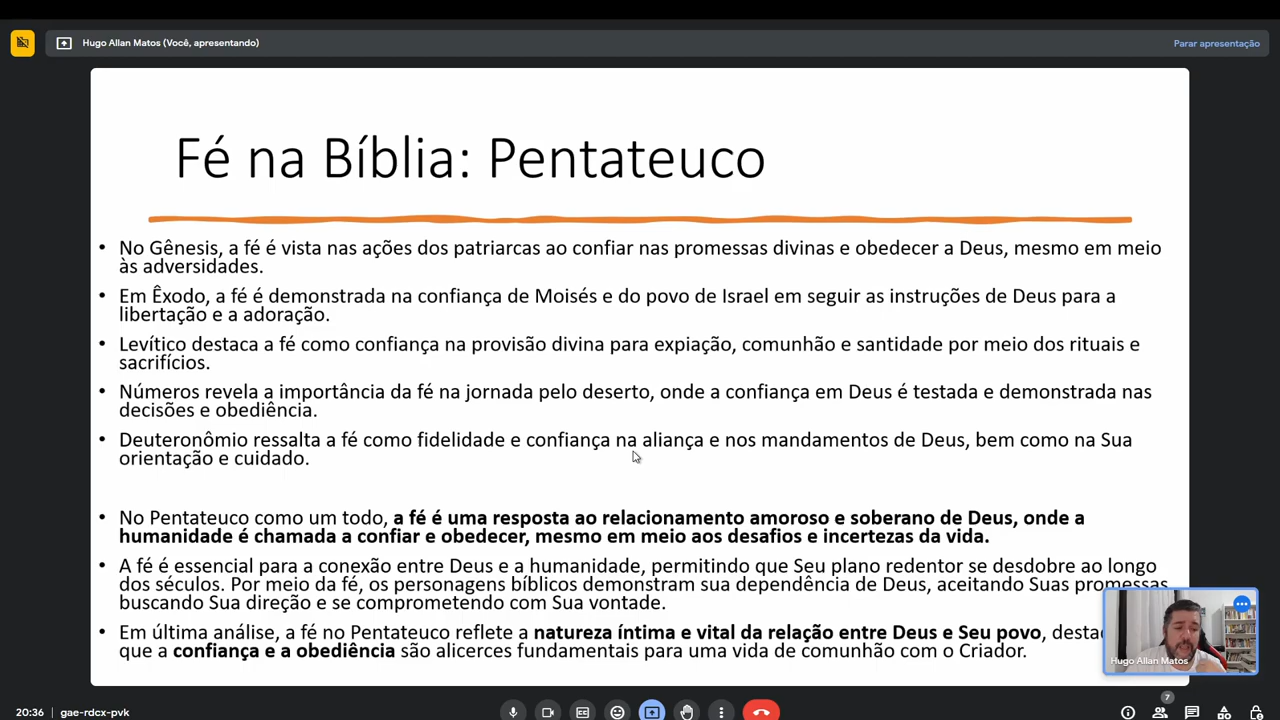 Hugo Allan Matos (Você, apresentando)
Parar apresentação
Fé na Bíblia: Pentateuco
• No Gênesis, a fé é vista nas ações dos patriarcas ao confiar nas promessas divinas e obedecer a Deus, mesmo em meio
às adversidades.
• Em Êxodo, a fé é demonstrada na confiança de Moisés e do povo de Israel em seguir as instruções de Deus para a
libertação e a adoração.
• Levítico destaca a fé como confiança na provisão divina para expiação, comunhão e santidade por meio dos rituais e
sacrifícios.
• Números revela a importância da fé na jornada pelo deserto, onde a confiança em Deus é testada e demonstrada nas
decisões e obediência.
• Deuteronômio ressalta a fé como fidelidade e confiança na aliança e nos mandamentos de Deus, bem como na Sua
orientação e cuidado.
• No Pentateuco como um todo, a fé é uma resposta ao relacionamento amoroso e soberano de Deus, onde a
humanidade é chamada a confiar e obedecer, mesmo em meio aos desafios e incertezas da vida.
• A fé é essencial para a conexão entre Deus e a humanidade, permitindo que Seu plano redentor se desdobre ao longo
dos séculos. Por meio da fé, os personagens bíblicos demonstram sua dependência de Deus, aceitando Suas promessas
buscando Sua direção e se comprometendo com Sua vontade.
• Em última análise, a fé no Pentateuco reflete a natureza íntima e vital da relação entre Deus e Seu povo,
que a confiança e a obediência são alicerces fundamentais para uma vida de comunhão com o Criador.
Hugo Allan Matos
7
20:36 | gae-rdcx-pvk